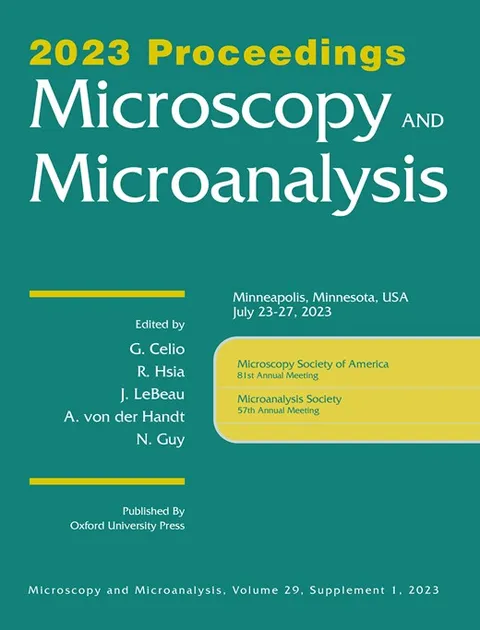 2023 Proceedings
Microscopy AND
Microanalysis
Minneapolis, Minnesota, USA
July 23-27, 2023
Edited by
G. Celio
R. Hsia
J. LeBeau
A. von der Handt
N. Guy
Microscopy Society of America
81st Annual Meeting
Microanalysis Society
57th Annual Meeting
Published By
Oxford University Press
Microscopy and Microanalysis, Volume 29, Supplement 1, 2023